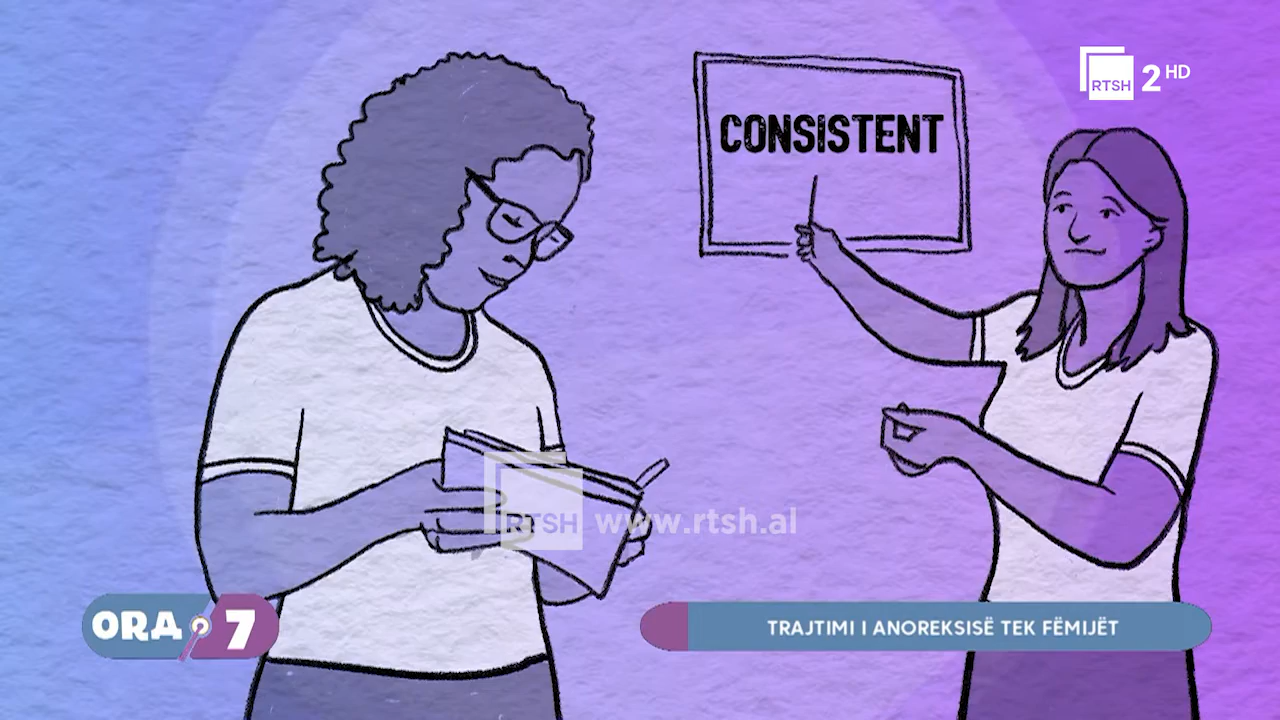 CONSISTENT
RTSH 2 HD
RTSH www.rtsh.al
ORA 7
TRAJTIMI I ANOREKSISË TEK FËMIJËT